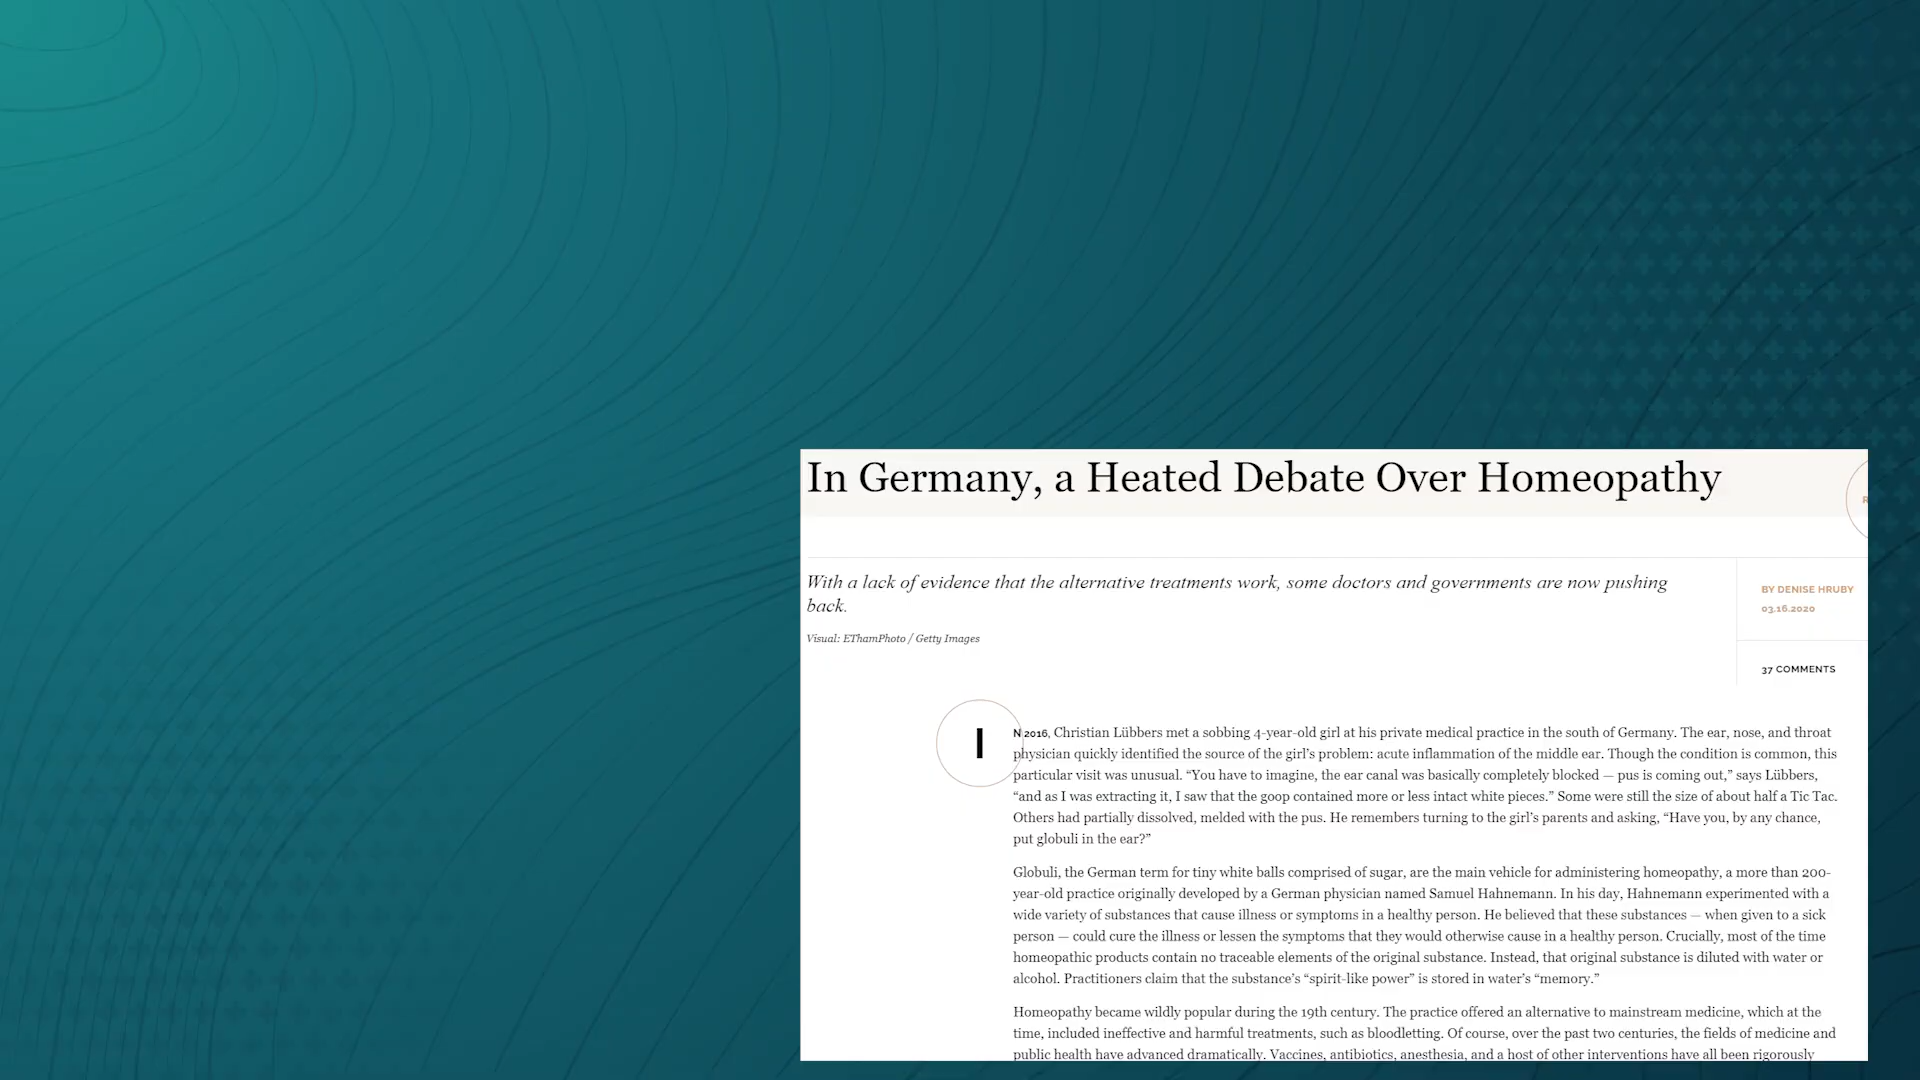 In Germany, a Heated Debate Over Homeopathy
With a lack of evidence that the alternative treatments work, some doctors and governments are now pushing
back.
Visual: EThamPhoto / Getty Images
BY DENISE HRUBY
03.16.2020
37 COMMENTS
IN 2016, Christian Lübbers met a sobbing 4-year-old girl at his private medical practice in the south of Germany. The ear, nose, and throat
physician quickly identified the source of the girl’s problem: acute inflammation of the middle ear. Though the condition is common, this
particular visit was unusual. “You have to imagine, the ear canal was basically completely blocked — pus is coming out,” says Lübbers,
“and as I was extracting it, I saw that the goop contained more or less intact white pieces.” Some were still the size of about half a Tic Tac.
Others had partially dissolved, melded with the pus. He remembers turning to the girl’s parents and asking, “Have you, by any chance,
put globuli in the ear?”
Globuli, the German term for tiny white balls comprised of sugar, are the main vehicle for administering homeopathy, a more than 200-
year-old practice originally developed by a German physician named Samuel Hahnemann. In his day, Hahnemann experimented with a
wide variety of substances that cause illness or symptoms in a healthy person. He believed that these substances — when given to a sick
person — could cure the illness or lessen the symptoms that they would otherwise cause in a healthy person. Crucially, most of the time
homeopathic products contain no traceable elements of the original substance. Instead, that original substance is diluted with water or
alcohol. Practitioners claim that the substance’s “spirit-like power” is stored in water’s “memory.”
Homeopathy became wildly popular during the 19th century. The practice offered an alternative to mainstream medicine, which at the
time, included ineffective and harmful treatments, such as bloodletting. Of course, over the past two centuries, the fields of medicine and
public health have advanced dramatically. Vaccines, antibiotics, anesthesia, and a host of other interventions have all been rigorously